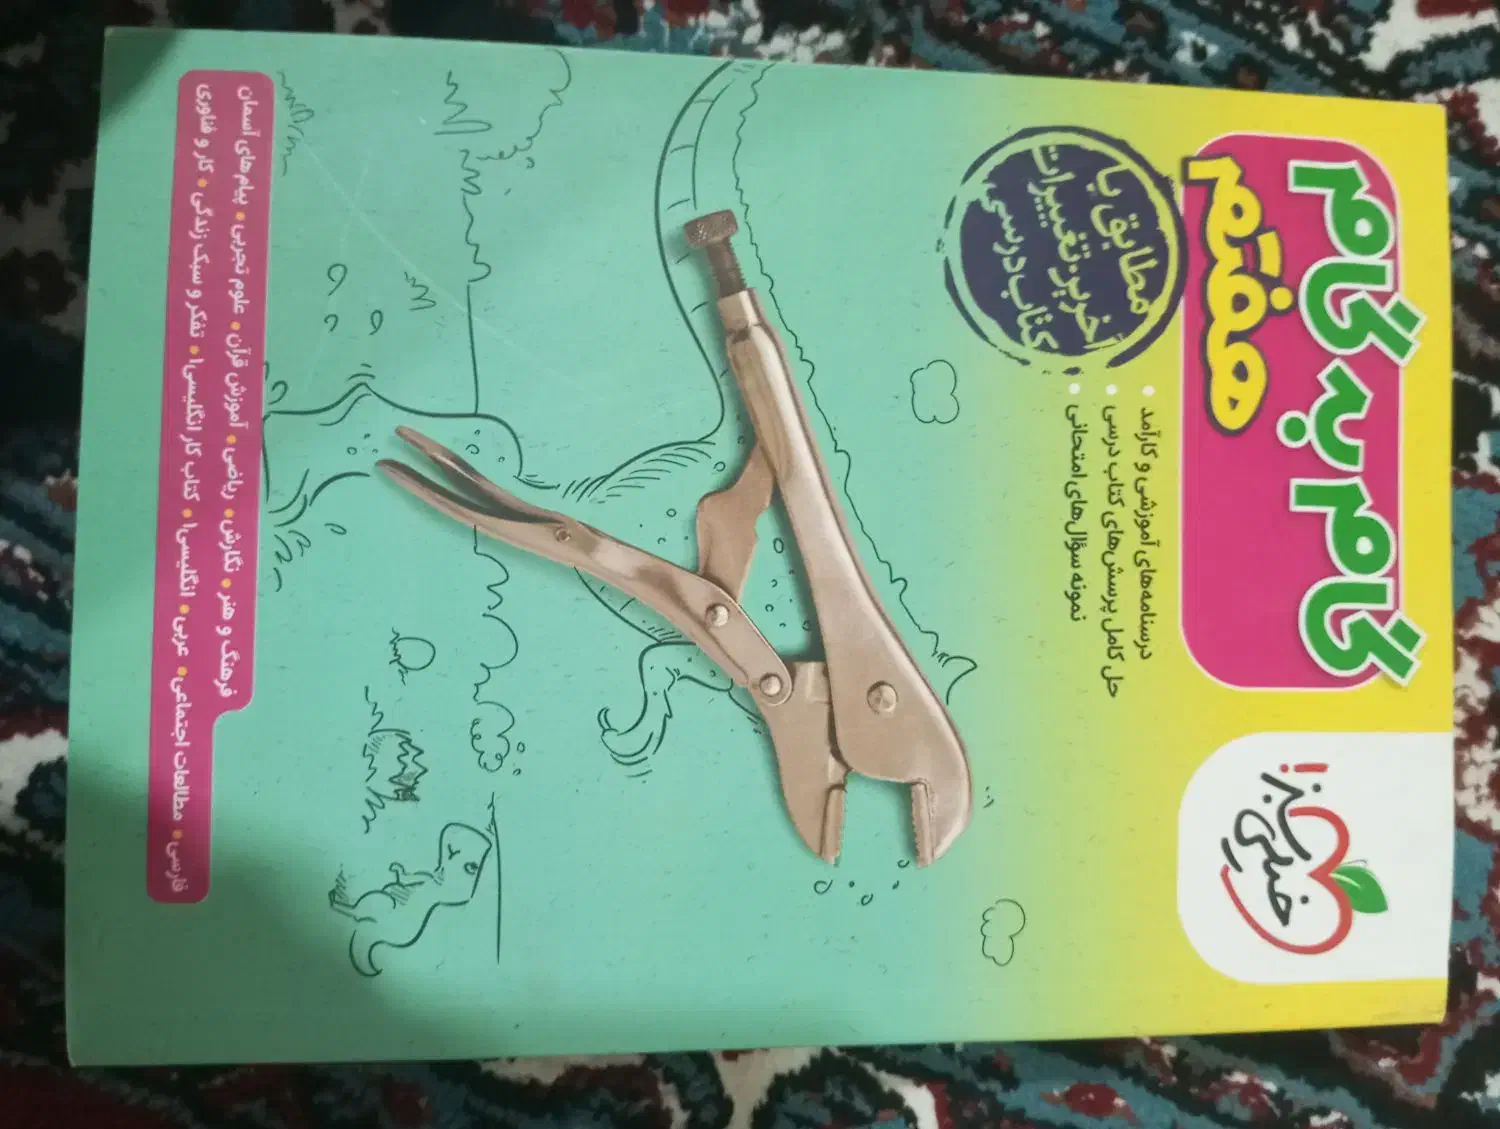 خیلی
سبز!
گام به گام
هفتم
مطابق با
آخرین تغییرات
کتاب درسی
• درسنامه‌های آموزشی و کارآمد
• حل کامل پرسش‌های کتاب درسی
• نمونه سؤال‌های امتحانی
پیام‌های آسمان • علوم تجربی • آموزش قرآن • ریاضی • نگارش • فرهنگ و هنر
کار و فناوری • تفکر و سبک زندگی • کتاب کار انگلیسی۱ • انگلیسی۱ • عربی • مطالعات اجتماعی • فارسی